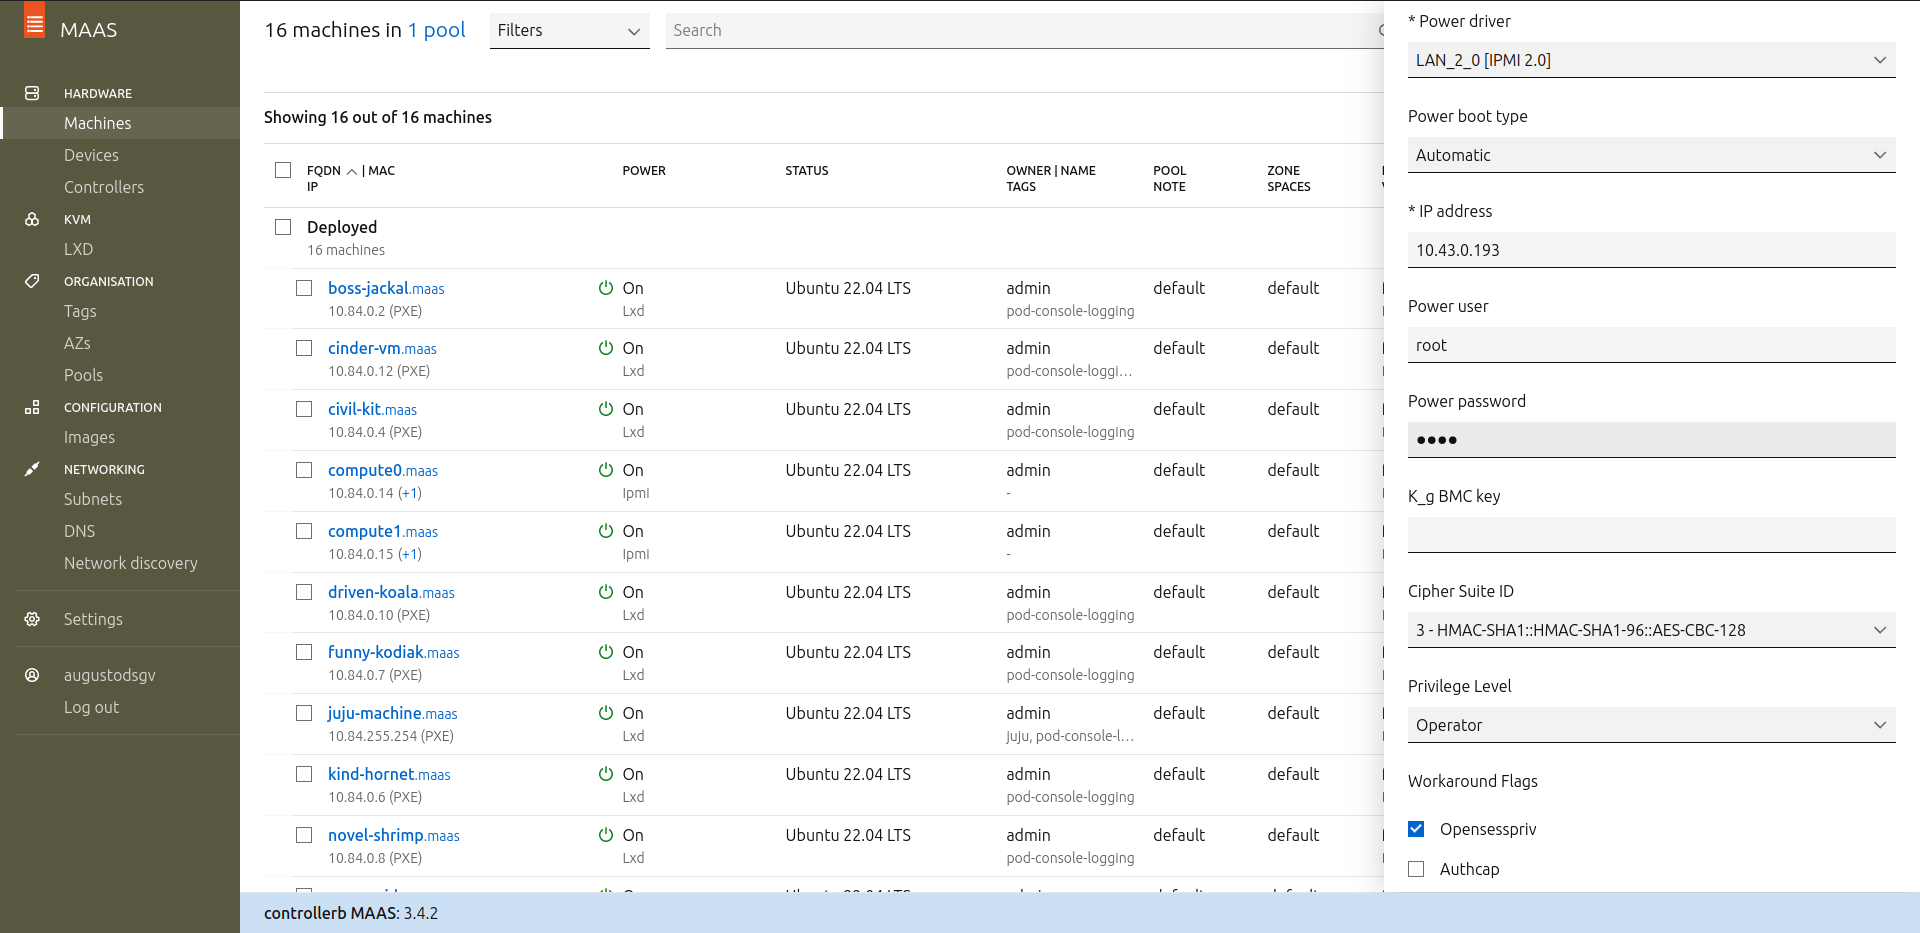 MAAS
HARDWARE
Machines
Devices
Controllers
KVM
LXD
ORGANISATION
Tags
AZs
Pools
CONFIGURATION
Images
NETWORKING
Subnets
DNS
Network discovery
Settings
augustodsgv
Log out
16 machines in 1 pool
Filters
Search
Showing 16 out of 16 machines
FQDN | MAC POWER STATUS OWNER | NAME POOL ZONE
IP TAGS NOTE SPACES
Deployed
16 machines
boss-jackal.maas On Ubuntu 22.04 LTS admin default default
10.84.0.2 (PXE) Lxd pod-console-logging
cinder-vm.maas On Ubuntu 22.04 LTS admin default default
10.84.0.12 (PXE) Lxd pod-console-loggi...
civil-kit.maas On Ubuntu 22.04 LTS admin default default
10.84.0.4 (PXE) Lxd pod-console-logging
compute0.maas On Ubuntu 22.04 LTS admin default default
10.84.0.14 (+1) Ipmi -
compute1.maas On Ubuntu 22.04 LTS admin default default
10.84.0.15 (+1) Ipmi -
driven-koala.maas On Ubuntu 22.04 LTS admin default default
10.84.0.10 (PXE) Lxd pod-console-logging
funny-kodiak.maas On Ubuntu 22.04 LTS admin default default
10.84.0.7 (PXE) Lxd pod-console-logging
juju-machine.maas On Ubuntu 22.04 LTS admin default default
10.84.255.254 (PXE) Lxd juju, pod-console-l...
kind-hornet.maas On Ubuntu 22.04 LTS admin default default
10.84.0.6 (PXE) Lxd pod-console-logging
novel-shrimp.maas On Ubuntu 22.04 LTS admin default default
10.84.0.8 (PXE) Lxd pod-console-logging
* Power driver
LAN_2_0 [IPMI 2.0]
Power boot type
Automatic
* IP address
10.43.0.193
Power user
root
Power password
••••
K_g BMC key
Cipher Suite ID
3 - HMAC-SHA1::HMAC-SHA1-96::AES-CBC-128
Privilege Level
Operator
Workaround Flags
Opensesspriv
Authcap
controllerb MAAS: 3.4.2